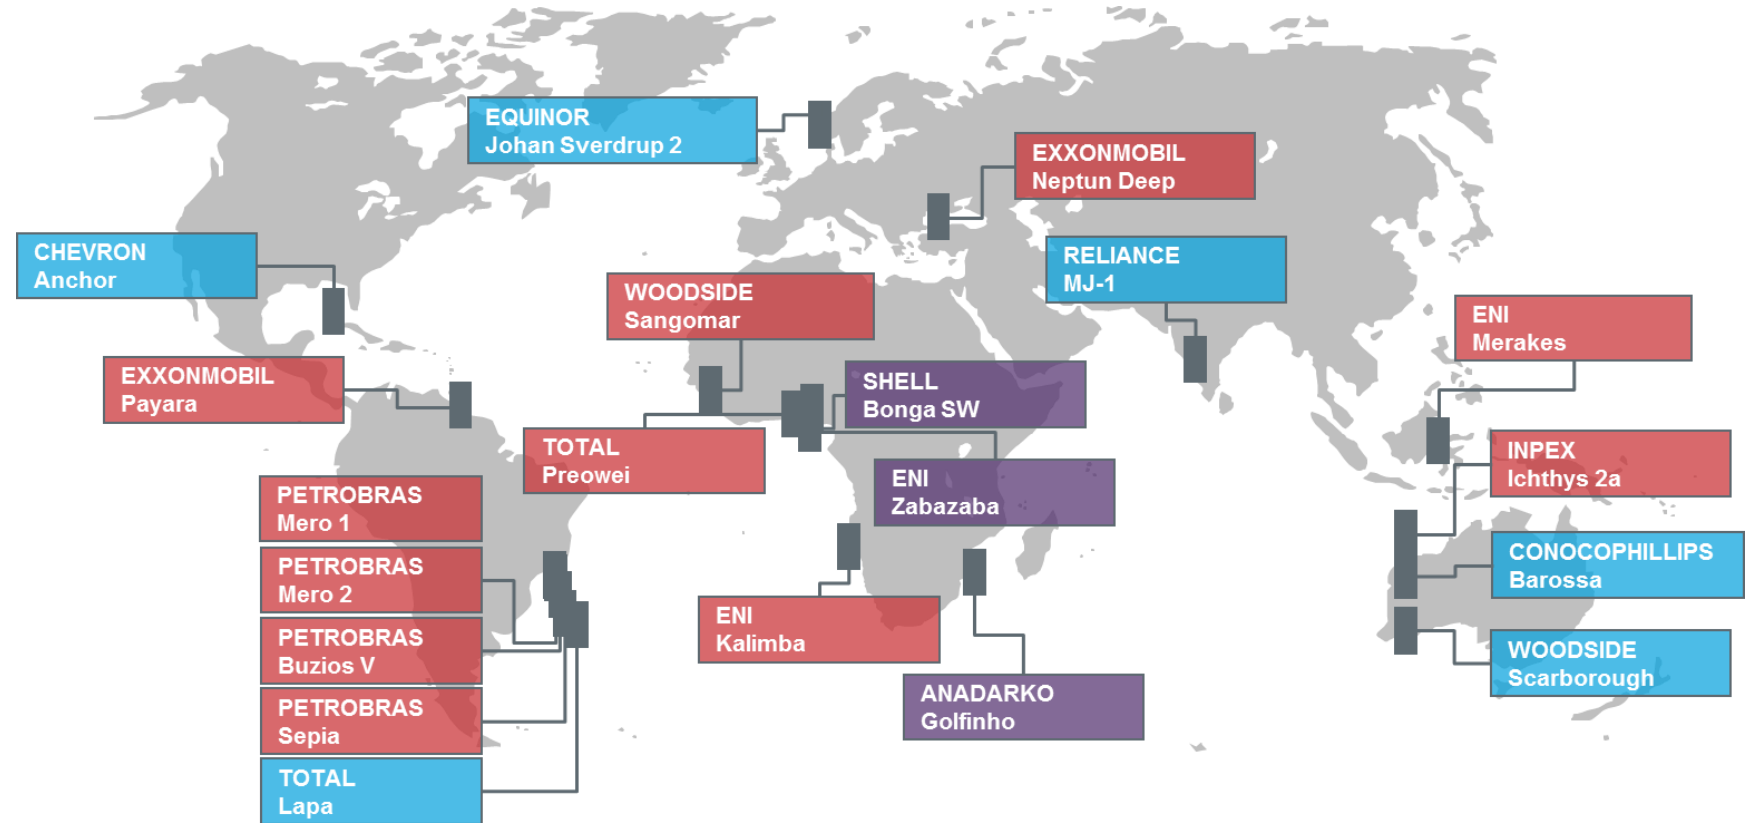 EQUINOR
Johan Sverdrup 2
EXXONMOBIL
Neptun Deep
CHEVRON
Anchor
RELIANCE
MJ-1
WOODSIDE
Sangomar
ENI
Merakes
EXXONMOBIL
Payara
SHELL
Bonga SW
TOTAL
Preowei
INPEX
Ichthys 2a
ENI
Zabazaba
PETROBRAS
Mero 1
CONOCOPHILLIPS
Barossa
PETROBRAS
Mero 2
ENI
Kalimba
PETROBRAS
Buzios V
WOODSIDE
Scarborough
ANADARKO
Golfinho
PETROBRAS
Sepia
TOTAL
Lapa